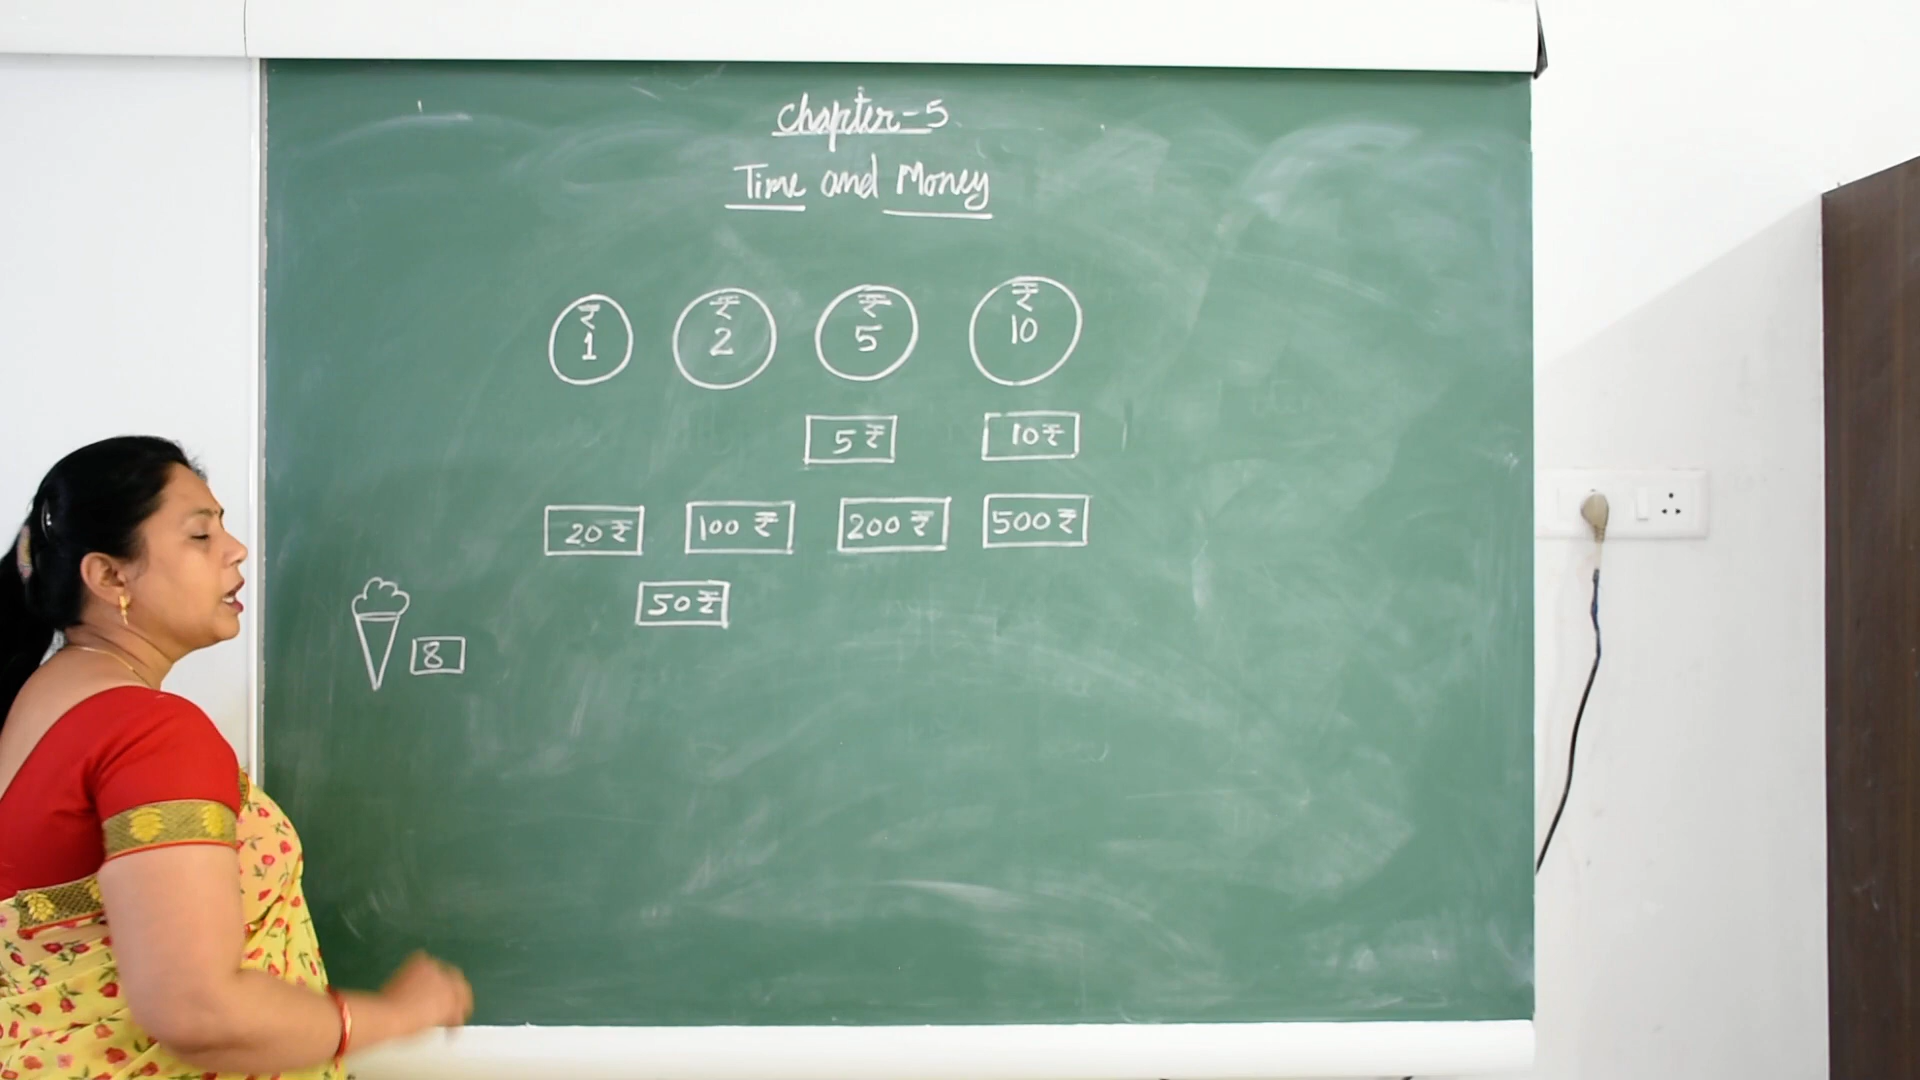 Chapter-5
Time and Money
₹ 1 ₹ 2 ₹ 5 ₹ 10
5 ₹ 10 ₹
20 ₹ 100 ₹ 200 ₹ 500 ₹
50 ₹
8